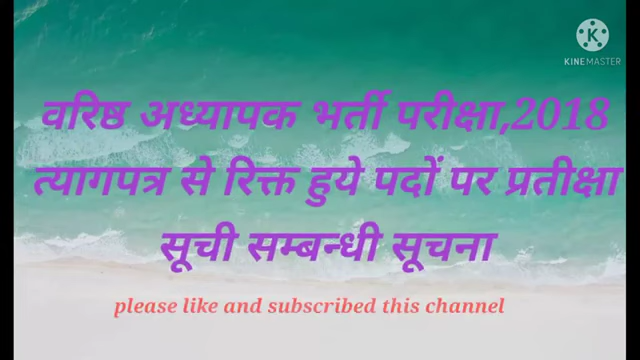 K
KINEMASTER
वरिष्ठ अध्यापक भर्ती परीक्षा,2018
त्यागपत्र से रिक्त हुये पदों पर प्रतीक्षा
सूची सम्बन्धी सूचना
please like and subscribed this channel